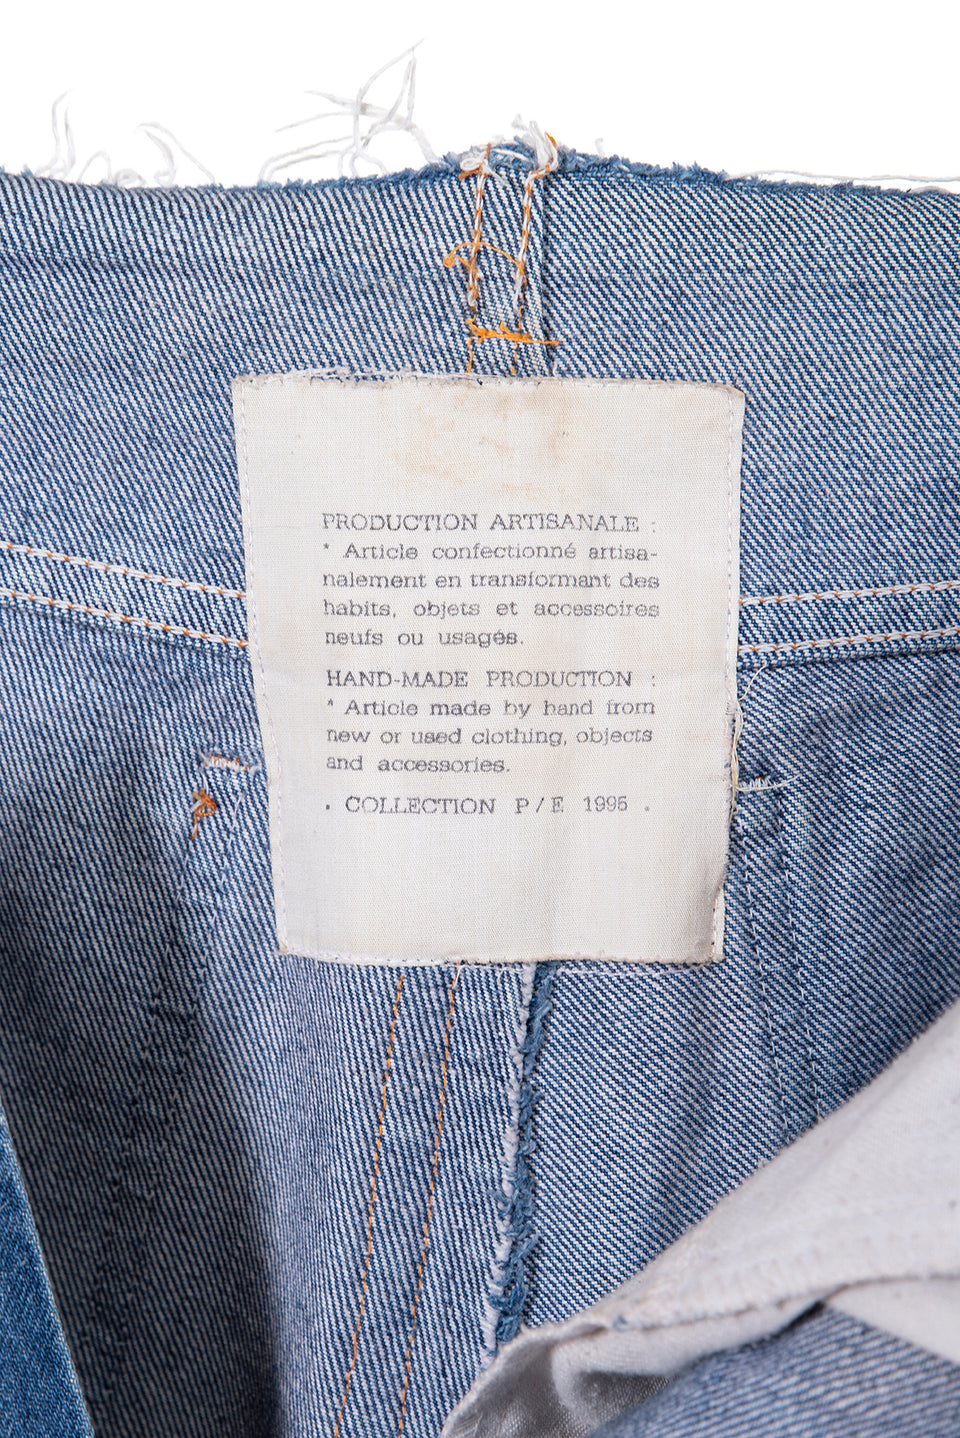 PRODUCTION ARTISANALE :
* Article confectionné artisa-
nalement en transformant des
habits, objets et accessoires
neufs ou usagés.
HAND-MADE PRODUCTION :
* Article made by hand from
new or used clothing, objects
and accessories.
. COLLECTION P / E 1995 .